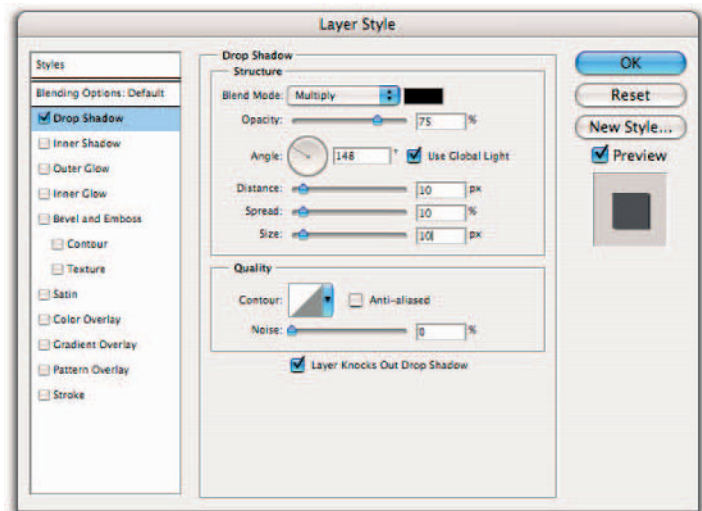 Layer Style
Styles
Blending Options: Default
Drop Shadow
Inner Shadow
Outer Glow
Inner Glow
Bevel and Emboss
Contour
Texture
Satin
Color Overlay
Gradient Overlay
Pattern Overlay
Stroke
Drop Shadow
Structure
Blend Mode: Multiply
Opacity: 75 %
Angle: 148 ° Use Global Light
Distance: 10 px
Spread: 10 %
Size: 10 px
Quality
Contour: Anti-aliased
Noise: 0 %
Layer Knocks Out Drop Shadow
OK
Reset
New Style...
Preview